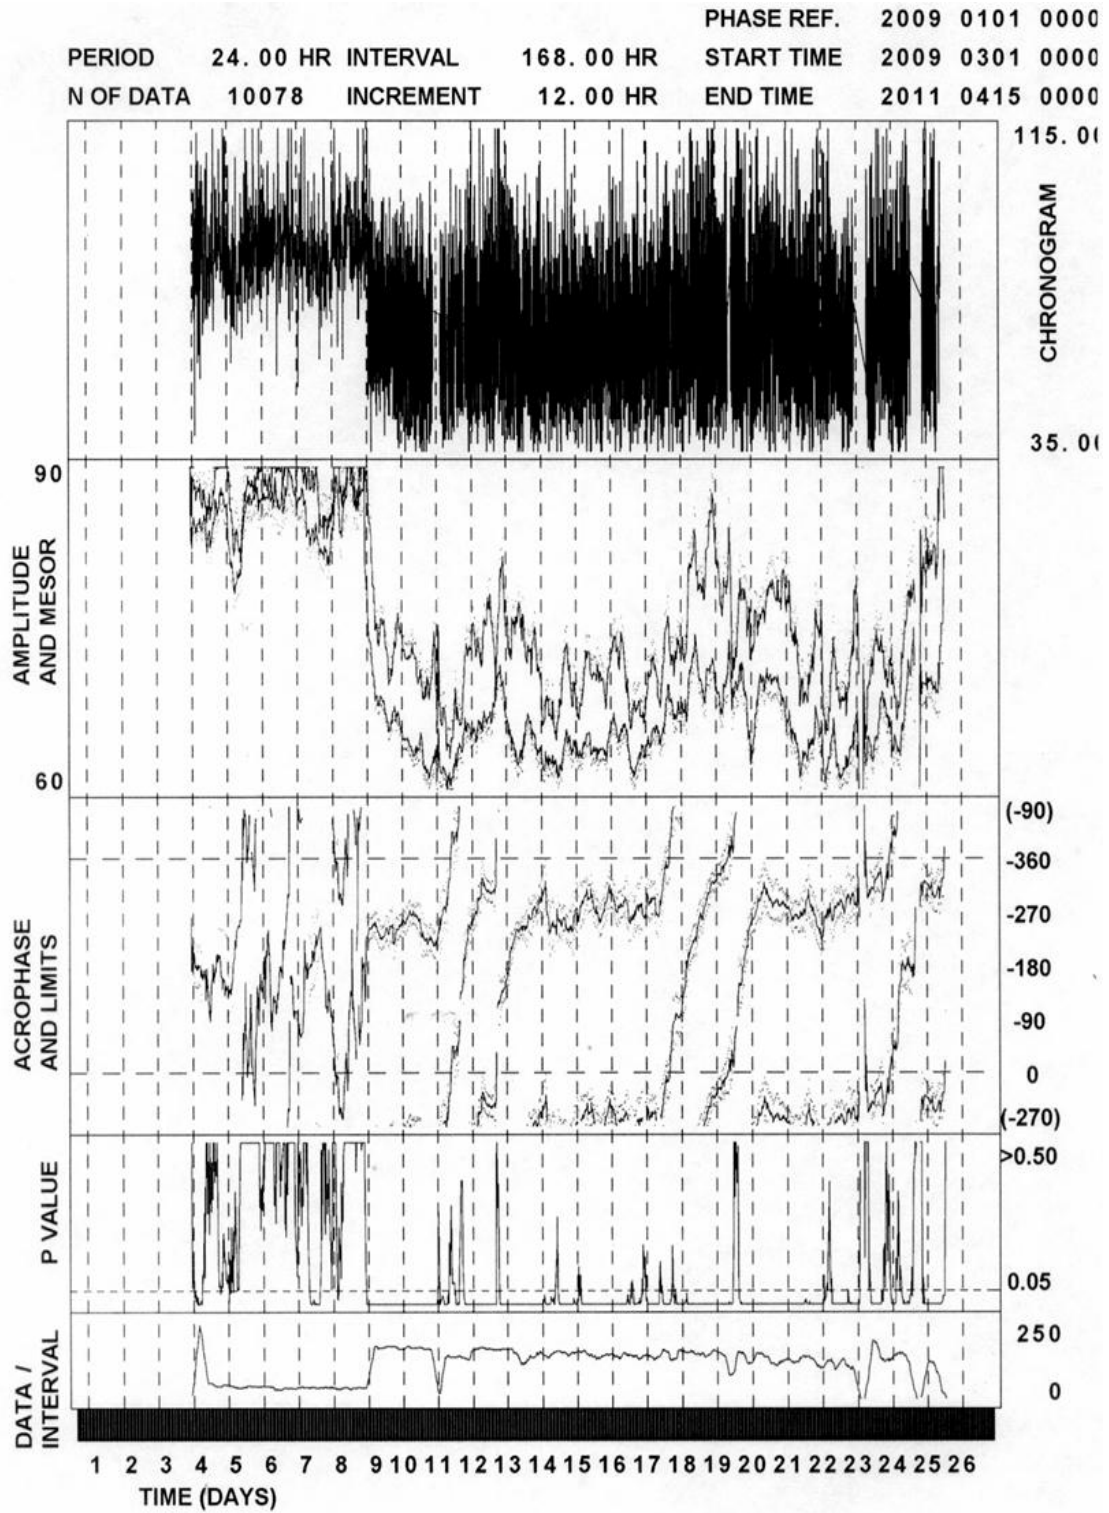 PHASE REF. 2009 0101 0000
PERIOD 24.00 HR INTERVAL 168.00 HR START TIME 2009 0301 0000
N OF DATA 10078 INCREMENT 12.00 HR END TIME 2011 0415 0000
115.00
CHRONOGRAM
35.00
90
AMPLITUDE
AND MESOR
60
(-90)
-360
-270
ACROPHASE
AND LIMITS
-180
-90
0
(-270)
>0.50
P VALUE
0.05
250
DATA /
INTERVAL
0
1 2 3 4 5 6 7 8 9 10 11 12 13 14 15 16 17 18 19 20 21 22 23 24 25 26
TIME (DAYS)